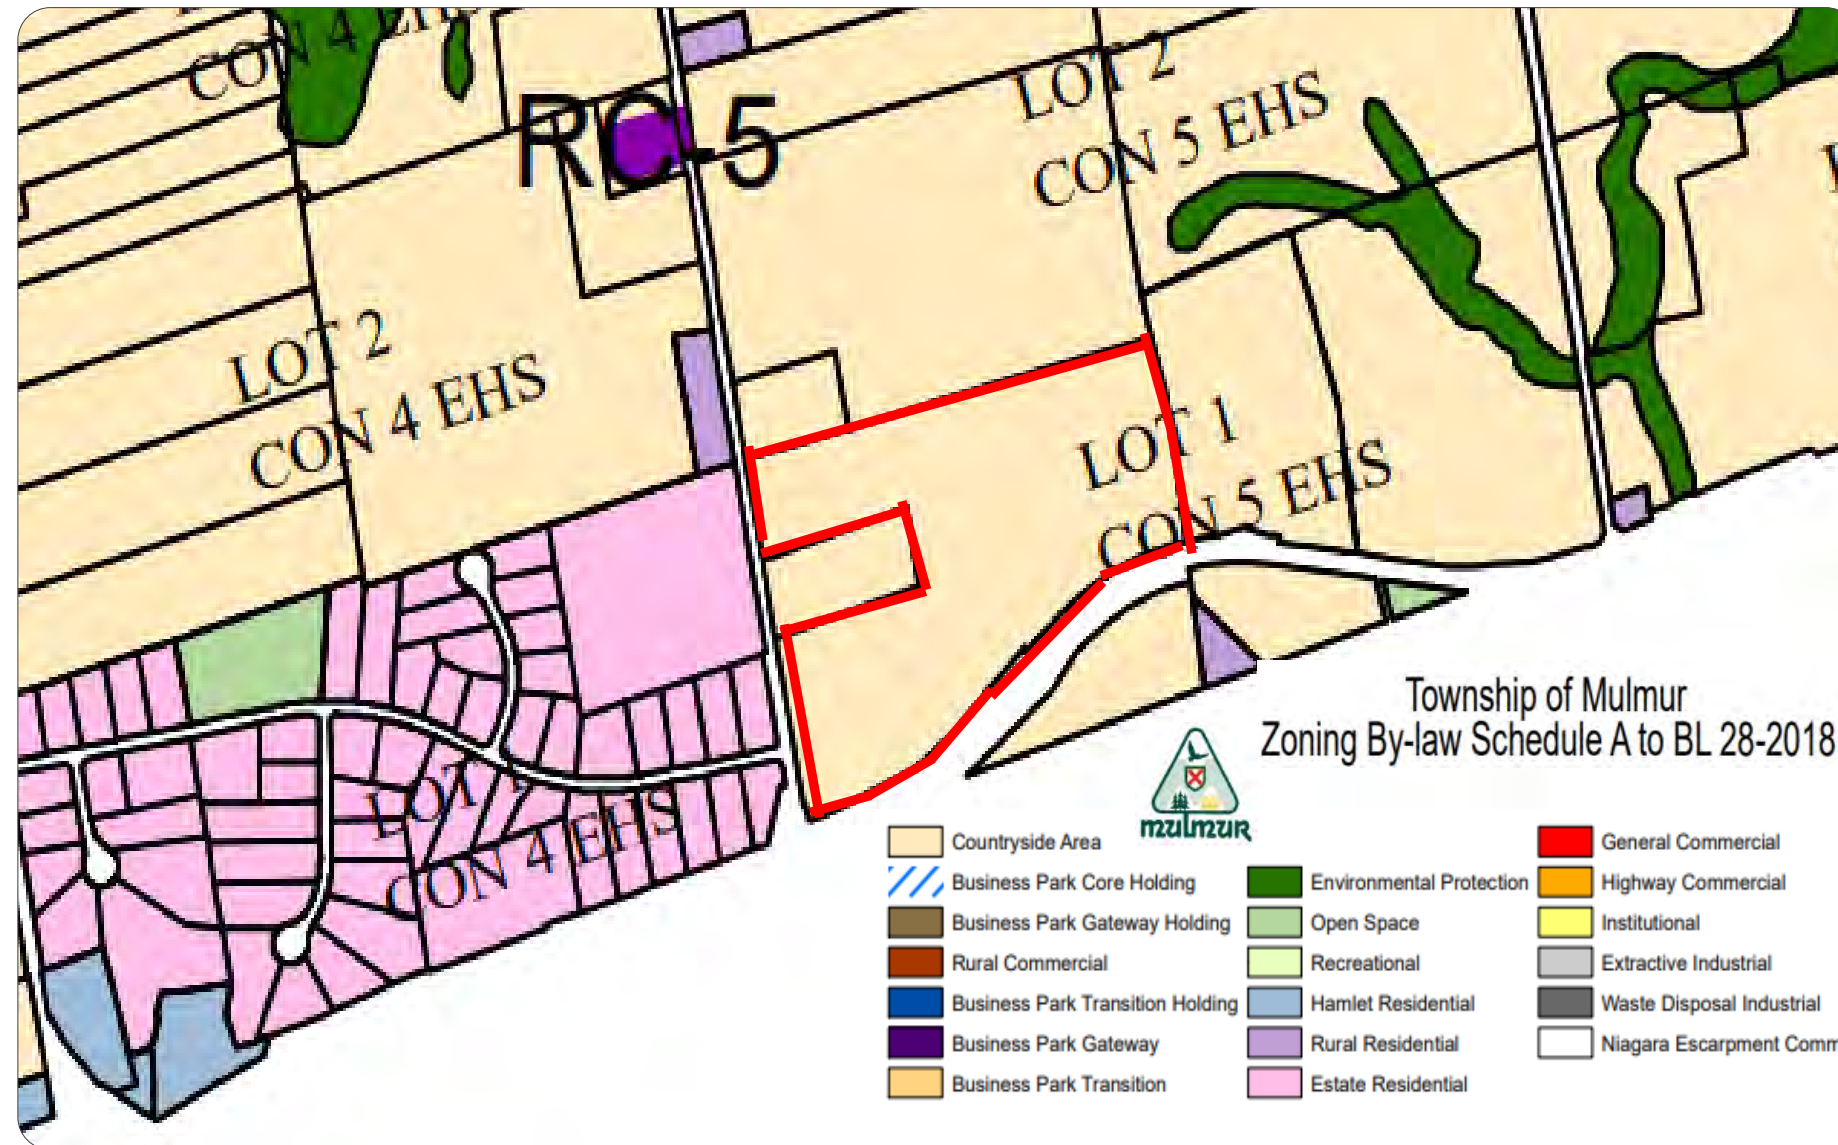 CON 4 EHS
RC-5
LOT 2
CON 5 EHS
LOT 2
CON 4 EHS
LOT 1
CON 5 EHS
LOT
CON 4 EHS
Township of Mulmur
Zoning By-law Schedule A to BL 28-2018
mulmur
Countryside Area
Business Park Core Holding
Business Park Gateway Holding
Rural Commercial
Business Park Transition Holding
Business Park Gateway
Business Park Transition
Environmental Protection
Open Space
Recreational
Hamlet Residential
Rural Residential
Estate Residential
General Commercial
Highway Commercial
Institutional
Extractive Industrial
Waste Disposal Industrial
Niagara Escarpment Comm